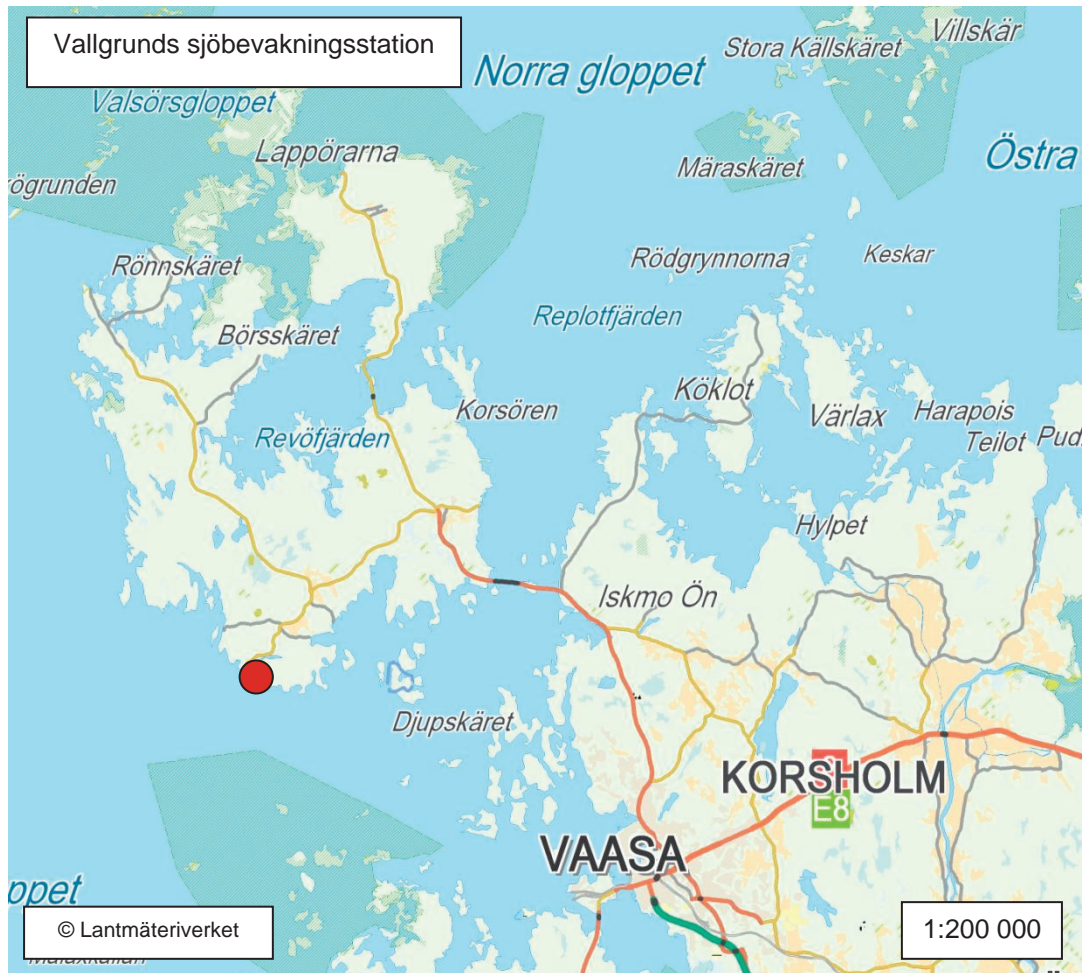 Vallgrunds sjöbevakningsstation
Stora Källskäret
Villskär
Norra gloppet
Valsörsgloppet
Lappörarna
Märaskäret
Östra
rögrunden
Rönnskäret
Rödgrynnorna
Keskar
Börsskäret
Replotfjärden
Köklot
Korsören
Värlax
Harapois
Revöfjärden
Teilot
Hylpet
Iskmo Ön
Djupskäret
KORSHOLM
E8
VAASA
oppet
© Lantmäteriverket
1:200 000